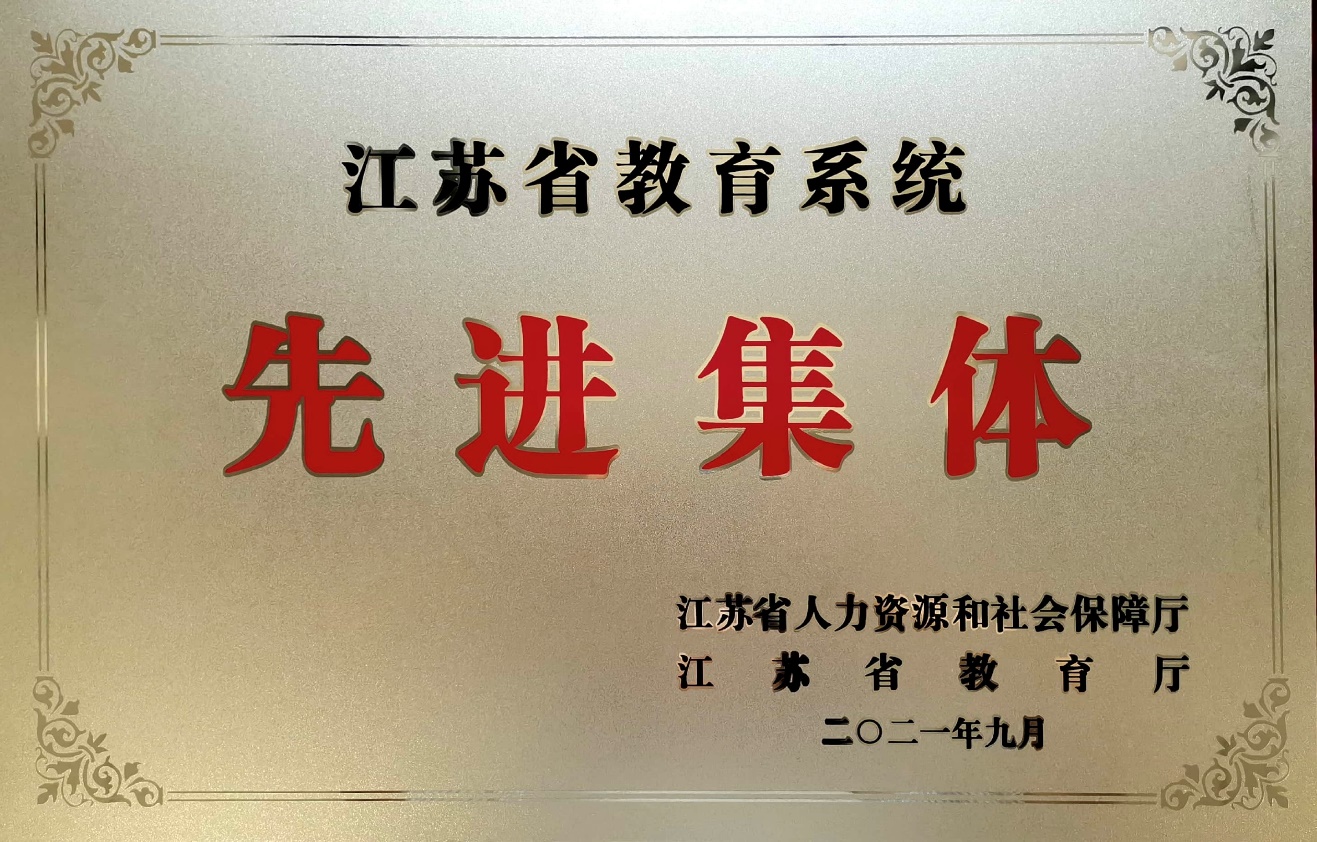 江苏省教育系统
先进集体
江苏省人力资源和社会保障厅
江苏省教育厅
二〇二一年九月